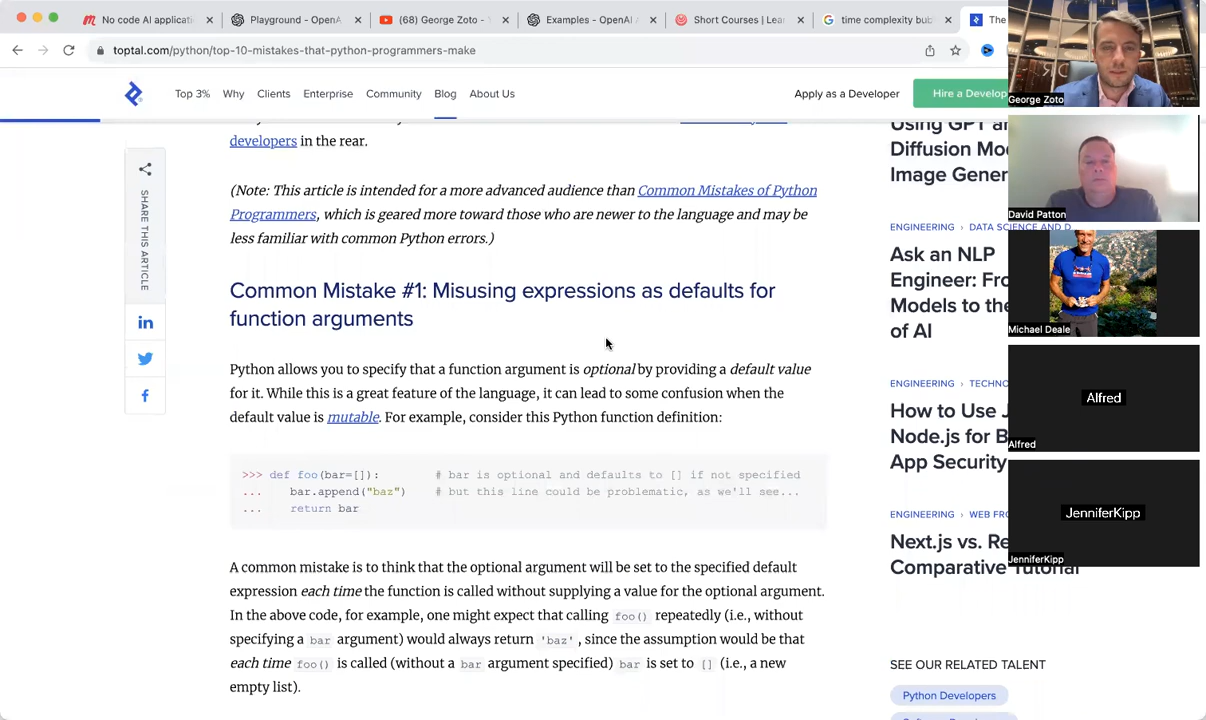 No code AI applicati
Playground - OpenA
(68) George Zoto -
Examples - OpenAI
Short Courses | Lea
time complexity bub
The
toptal.com/python/top-10-mistakes-that-python-programmers-make
Top 3%
Why
Clients
Enterprise
Community
Blog
About Us
Apply as a Developer
Hire a Develop
developers in the rear.
(Note: This article is intended for a more advanced audience than Common Mistakes of Python
Programmers, which is geared more toward those who are newer to the language and may be
less familiar with common Python errors.)
SHARE THIS ARTICLE
Common Mistake #1: Misusing expressions as defaults for
function arguments
Python allows you to specify that a function argument is optional by providing a default value
for it. While this is a great feature of the language, it can lead to some confusion when the
default value is mutable. For example, consider this Python function definition:
>>> def foo(bar=[]): # bar is optional and defaults to [] if not specified
... bar.append("baz") # but this line could be problematic, as we'll see...
... return bar
A common mistake is to think that the optional argument will be set to the specified default
expression each time the function is called without supplying a value for the optional argument.
In the above code, for example, one might expect that calling foo() repeatedly (i.e., without
specifying a bar argument) would always return 'baz', since the assumption would be that
each time foo() is called (without a bar argument specified) bar is set to [] (i.e., a new
empty list).
Using GPT an
Diffusion Mo
Image Gener
ENGINEERING > DATA SCIENCE AND D
Ask an NLP
Engineer: Fro
Models to the
of AI
ENGINEERING > TECHNO
How to Use J
Node.js for B
App Security
ENGINEERING > WEB FRO
Next.js vs. Re
Comparative Tutorial
SEE OUR RELATED TALENT
Python Developers
George Zoto
David Patton
Michael Deale
Alfred
Alfred
JenniferKipp
JenniferKipp